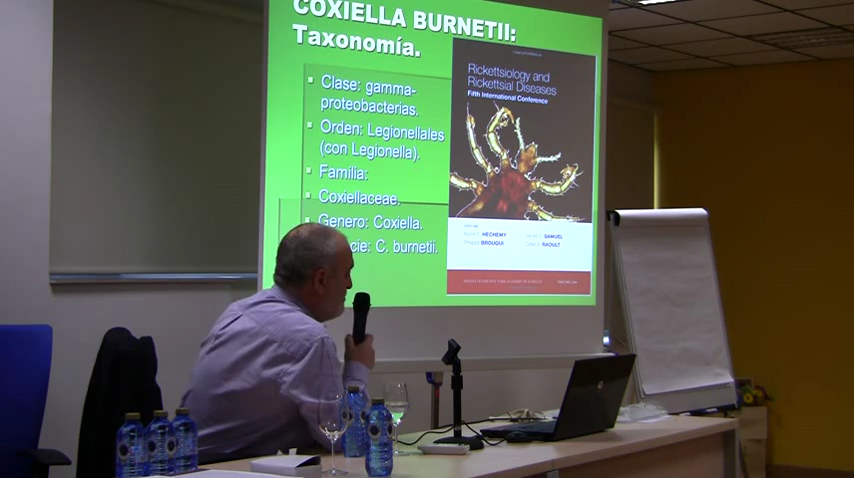 COXIELLA BURNETII:
Taxonomía.
Clase: gamma-
proteobacterias.
Orden: Legionellales
(con Legionella).
Familia:
Coxiellaceae.
Genero: Coxiella.
cie: C. burnetii.
Rickettsiology and
Rickettsial Diseases
Fifth International Conference
HECHEMY
SAMUEL
BROUQUI
RAOULT